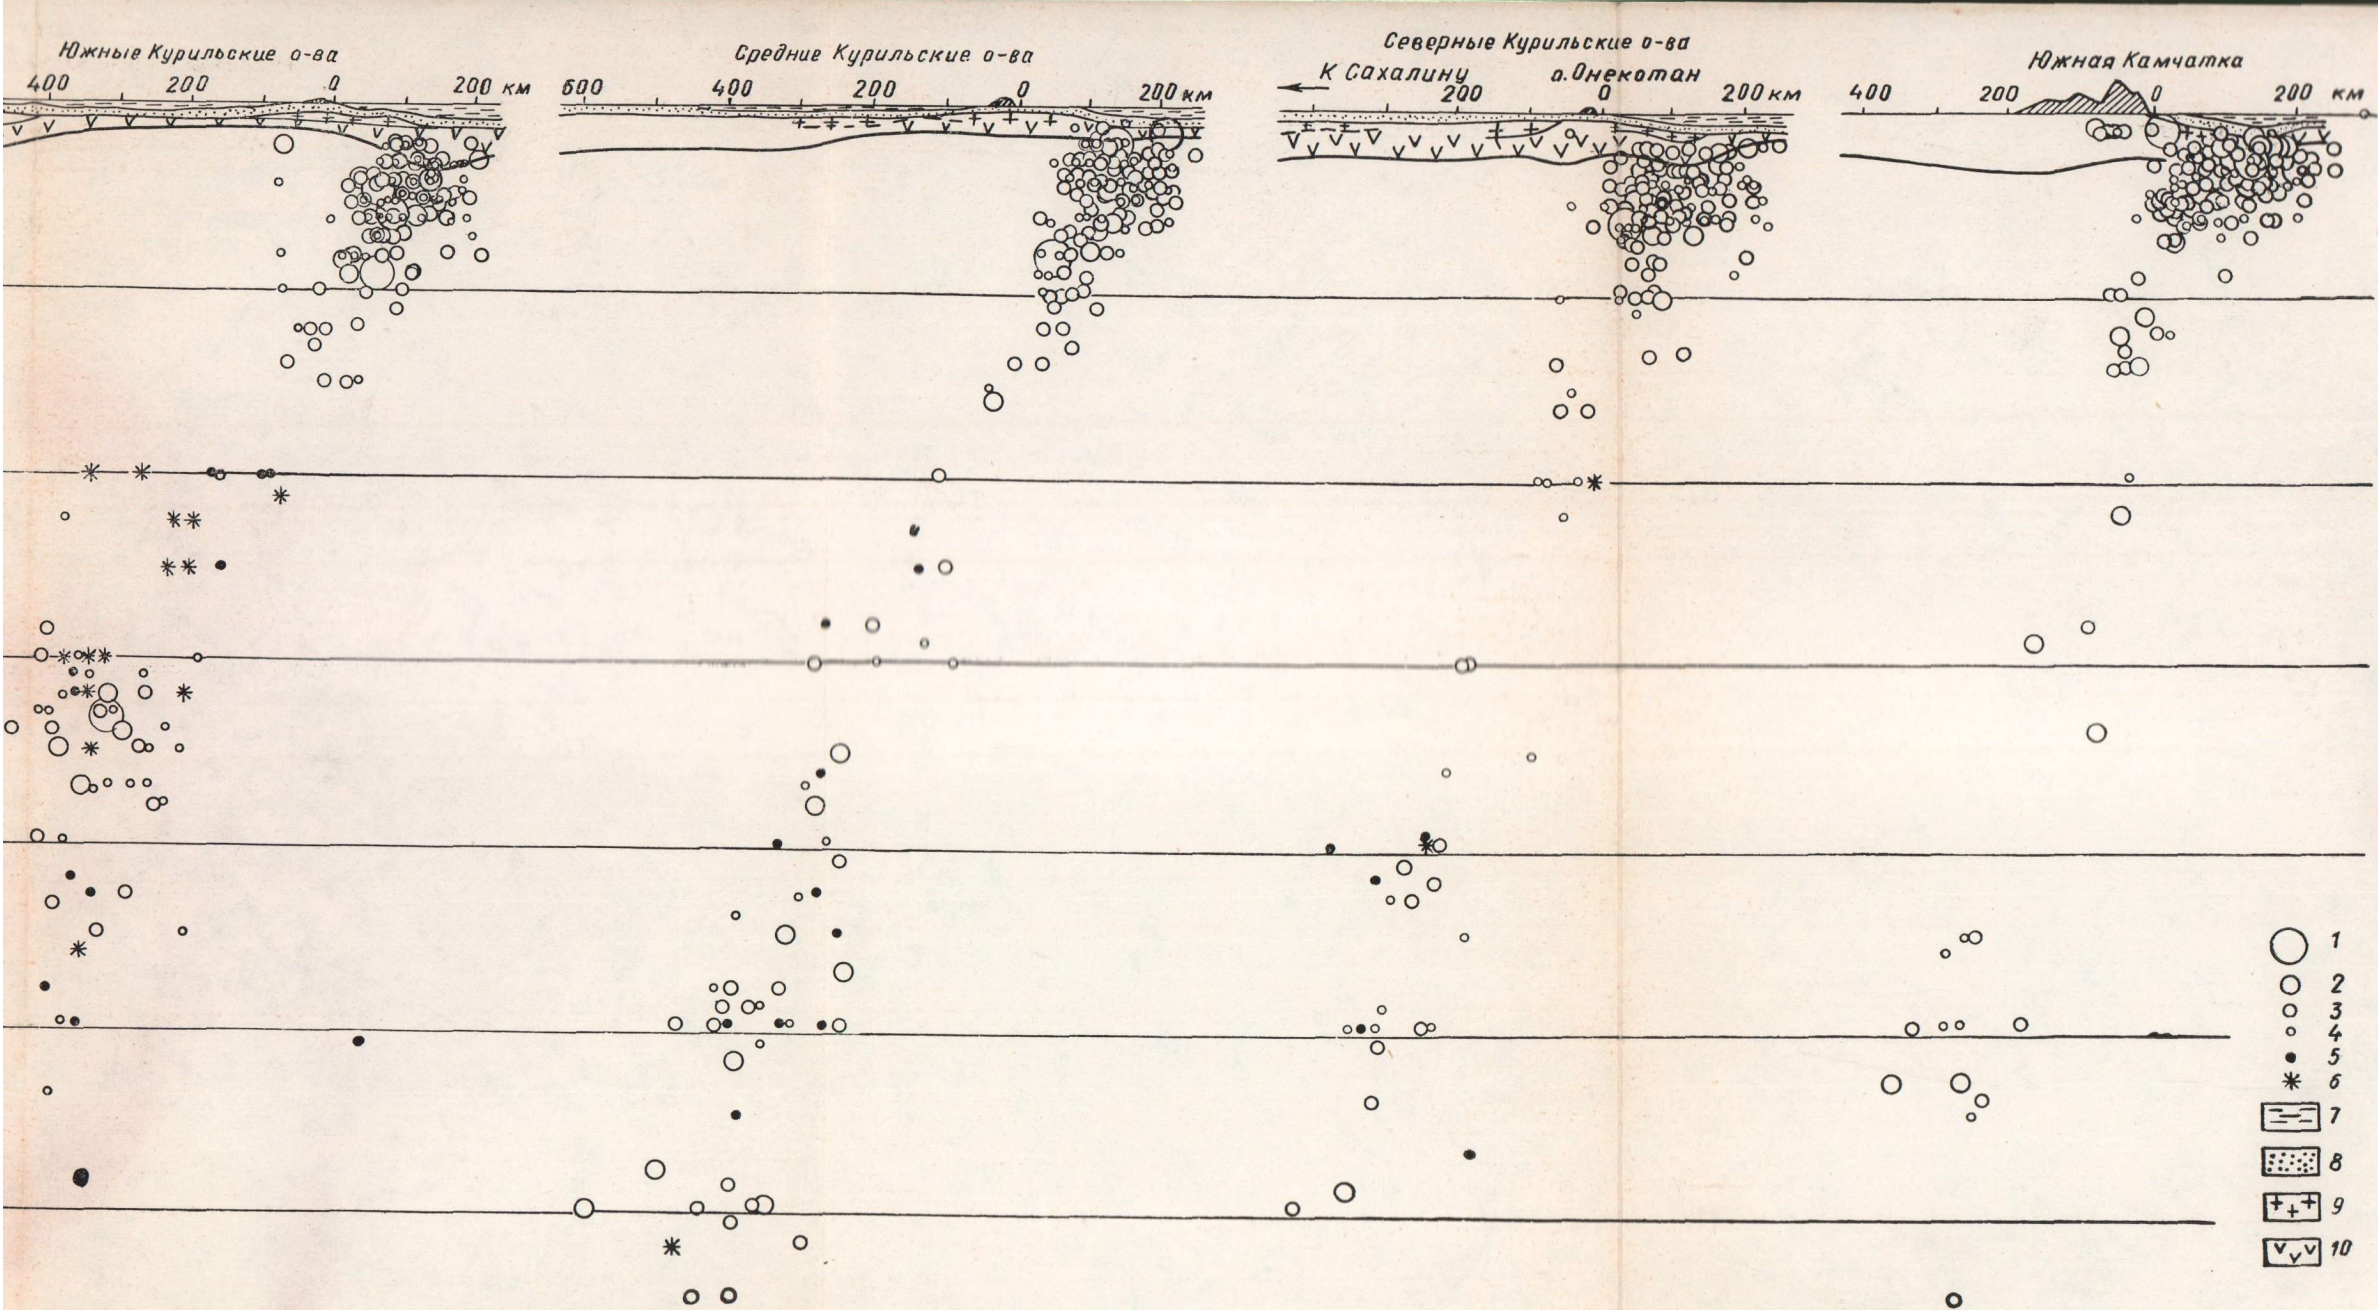 Южные Курильские о-ва
400 200 0 200 км
Средние Курильские о-ва
600 400 200 0 200 км
Северные Курильские о-ва
К Сахалину о.Онекотан
200 0 200 км
Южная Камчатка
400 200 0 200 км
1
2
3
4
5
6
7
8
9
10